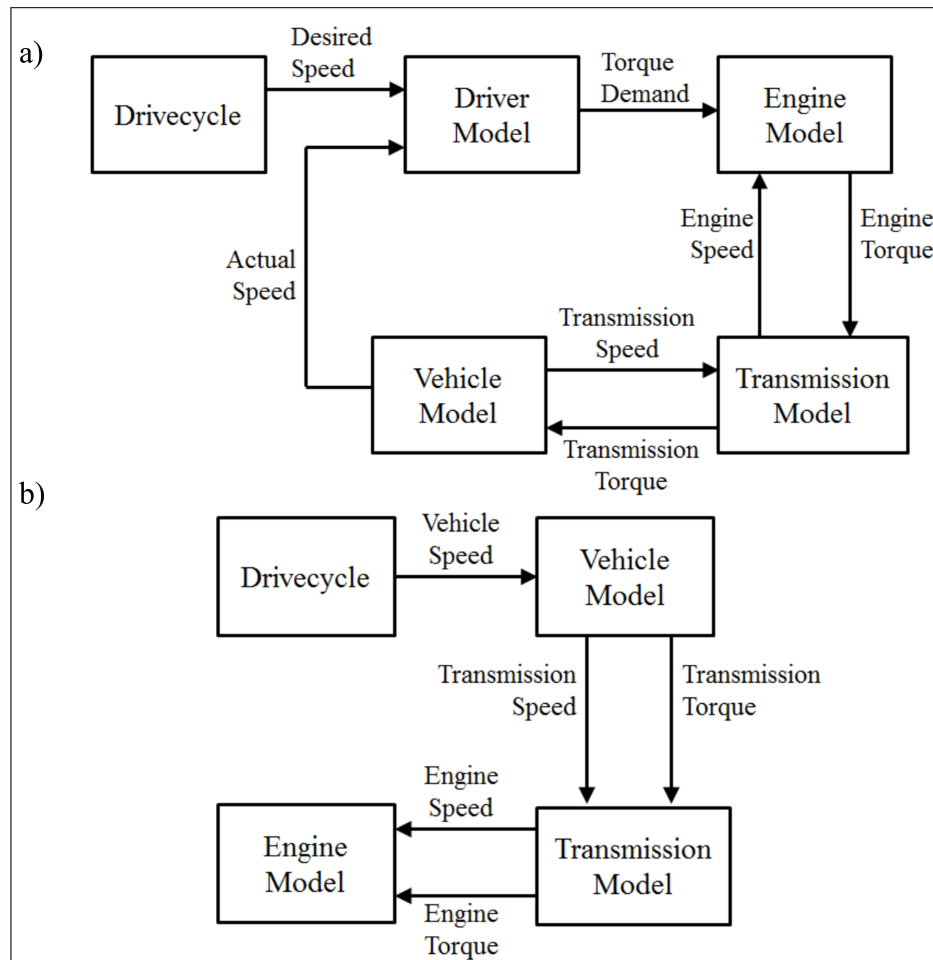 a)
Desired
Speed
Drivecycle
Driver
Model
Torque
Demand
Engine
Model
Actual
Speed
Engine
Speed
Engine
Torque
Transmission
Speed
Vehicle
Model
Transmission
Model
Transmission
Torque
b)
Vehicle
Speed
Drivecycle
Vehicle
Model
Transmission
Speed
Transmission
Torque
Engine
Speed
Engine
Model
Transmission
Model
Engine
Torque